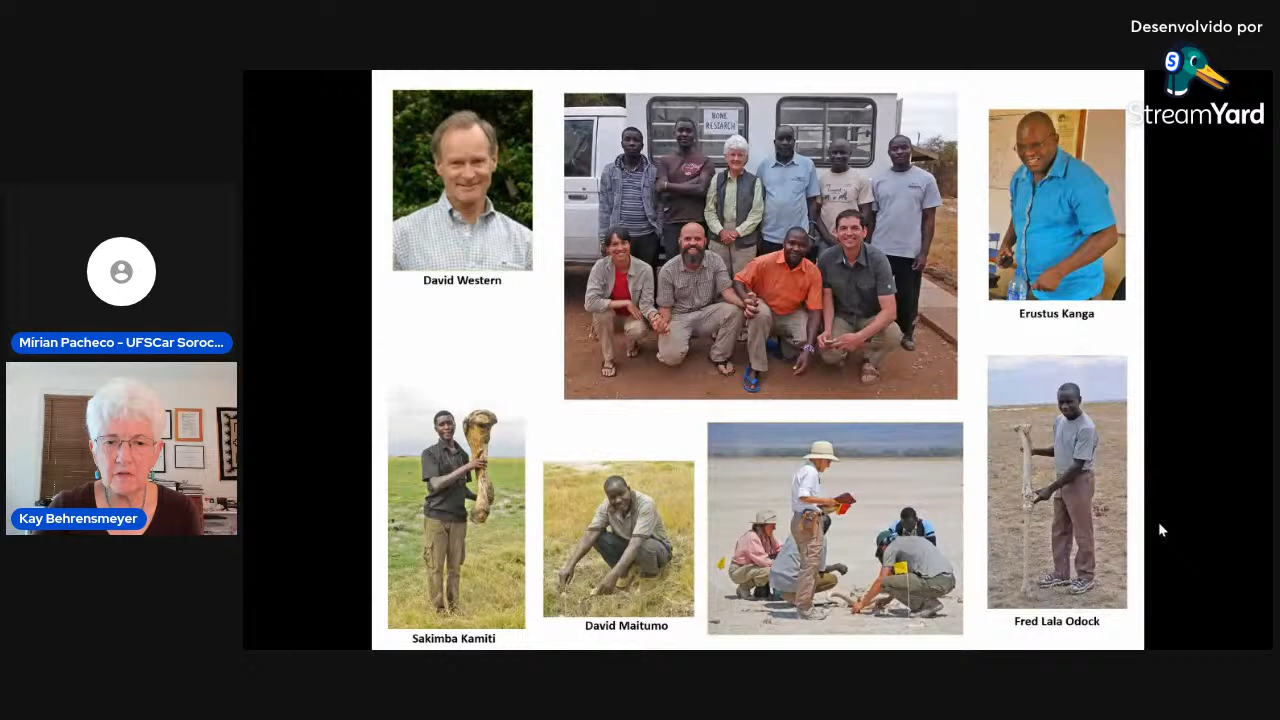 Desenvolvido por
S
StreamYard
BONE
RESEARCH
David Western
Erustus Kanga
Mírian Pacheco - UFSCar Soroc...
Kay Behrensmeyer
Sakimba Kamiti
David Maitumo
Fred Lala Odock